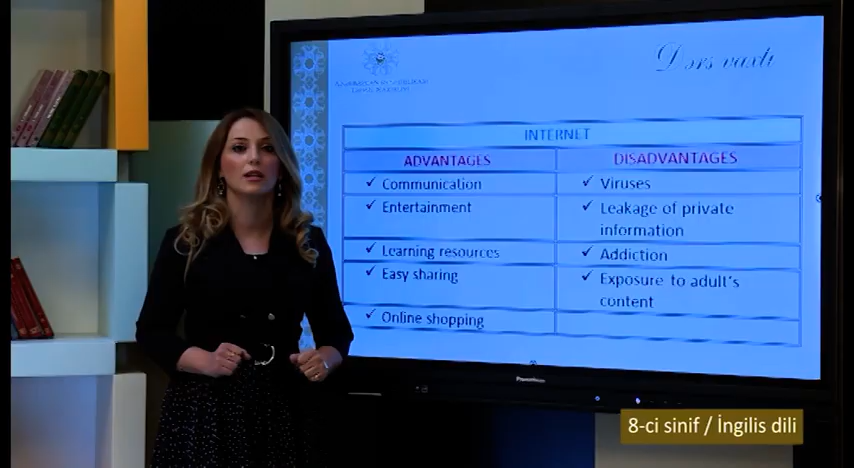 Dərs vaxtı
INTERNET
ADVANTAGES
DISADVANTAGES
✓ Communication
✓ Viruses
✓ Entertainment
✓ Leakage of private
information
✓ Learning resources
✓ Addiction
✓ Easy sharing
✓ Exposure to adult's
content
✓ Online shopping
8-ci sinif / İngilis dili